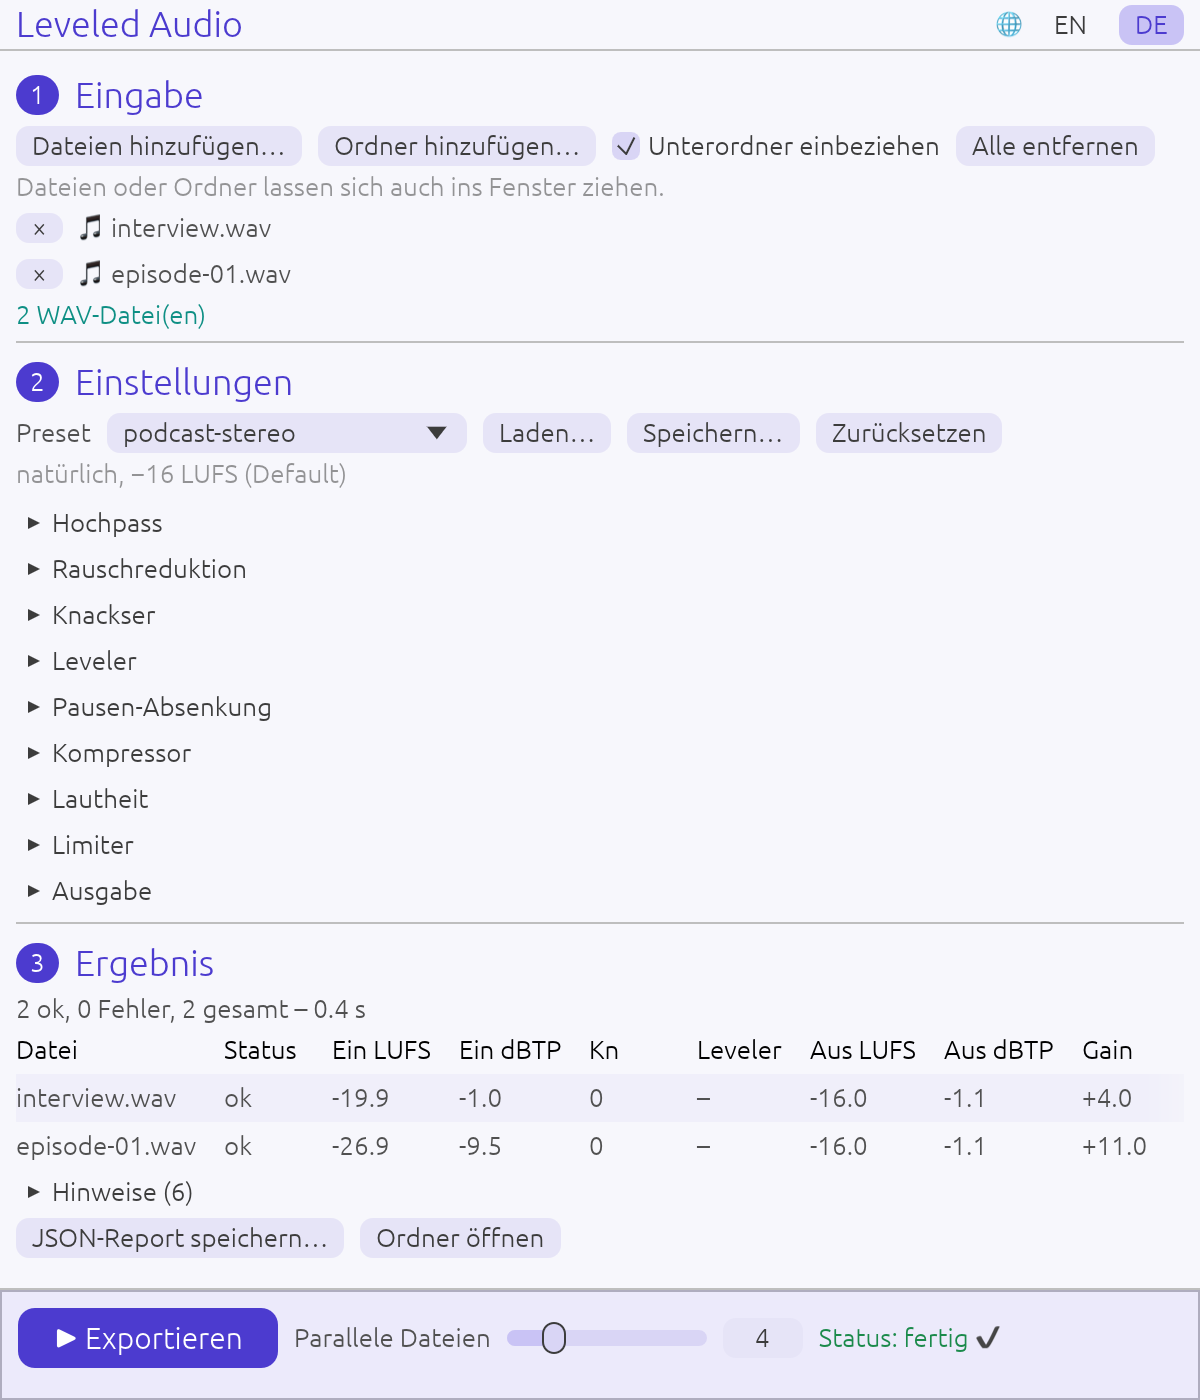 Leveled Audio EN DE
1 Eingabe
Dateien hinzufügen… Ordner hinzufügen… Unterordner einbeziehen Alle entfernen
Dateien oder Ordner lassen sich auch ins Fenster ziehen.
× interview.wav
× episode-01.wav
2 WAV-Datei(en)
2 Einstellungen
Preset podcast-stereo Laden… Speichern… Zurücksetzen
natürlich, −16 LUFS (Default)
Hochpass
Rauschreduktion
Knackser
Leveler
Pausen-Absenkung
Kompressor
Lautheit
Limiter
Ausgabe
3 Ergebnis
2 ok, 0 Fehler, 2 gesamt – 0.4 s
Datei Status Ein LUFS Ein dBTP Kn Leveler Aus LUFS Aus dBTP Gain
interview.wav ok -19.9 -1.0 0 – -16.0 -1.1 +4.0
episode-01.wav ok -26.9 -9.5 0 – -16.0 -1.1 +11.0
Hinweise (6)
JSON-Report speichern… Ordner öffnen
Exportieren Parallele Dateien 4 Status: fertig ✔